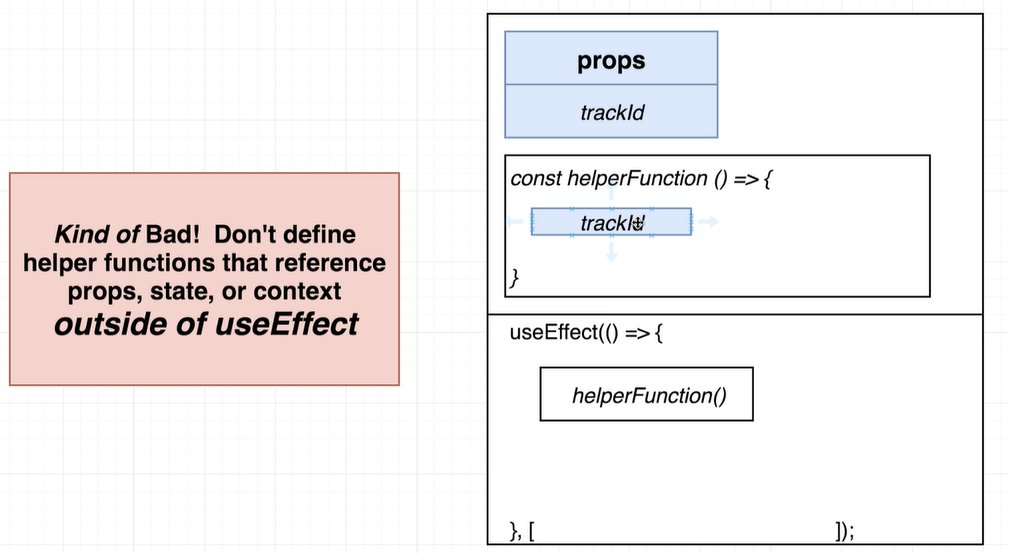 Kind of Bad! Don't define
helper functions that reference
props, state, or context
outside of useEffect
props
trackId
const helperFunction () => {
trackId
}
useEffect(() => {
helperFunction()
}, [ ]);